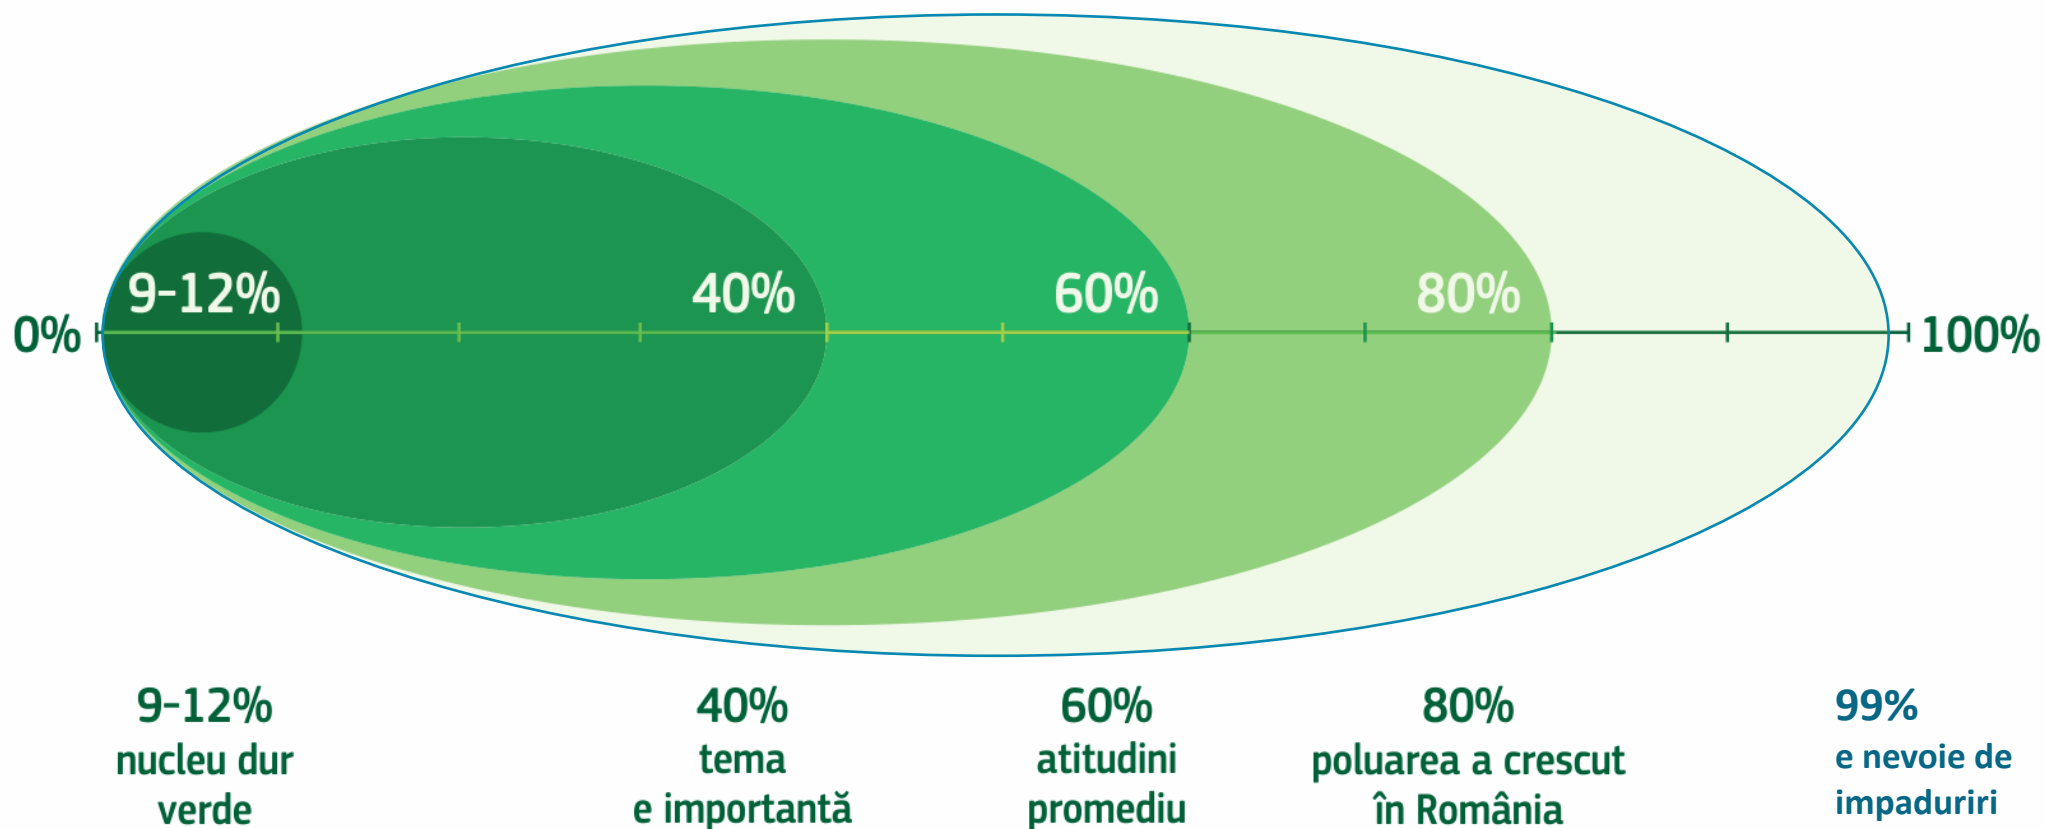 9-12%
40%
60%
80%
0%
100%
9-12%
nucleu dur
verde
40%
tema
e importantă
60%
atitudini
promediu
80%
poluarea a crescut
în România
99%
e nevoie de
impaduriri